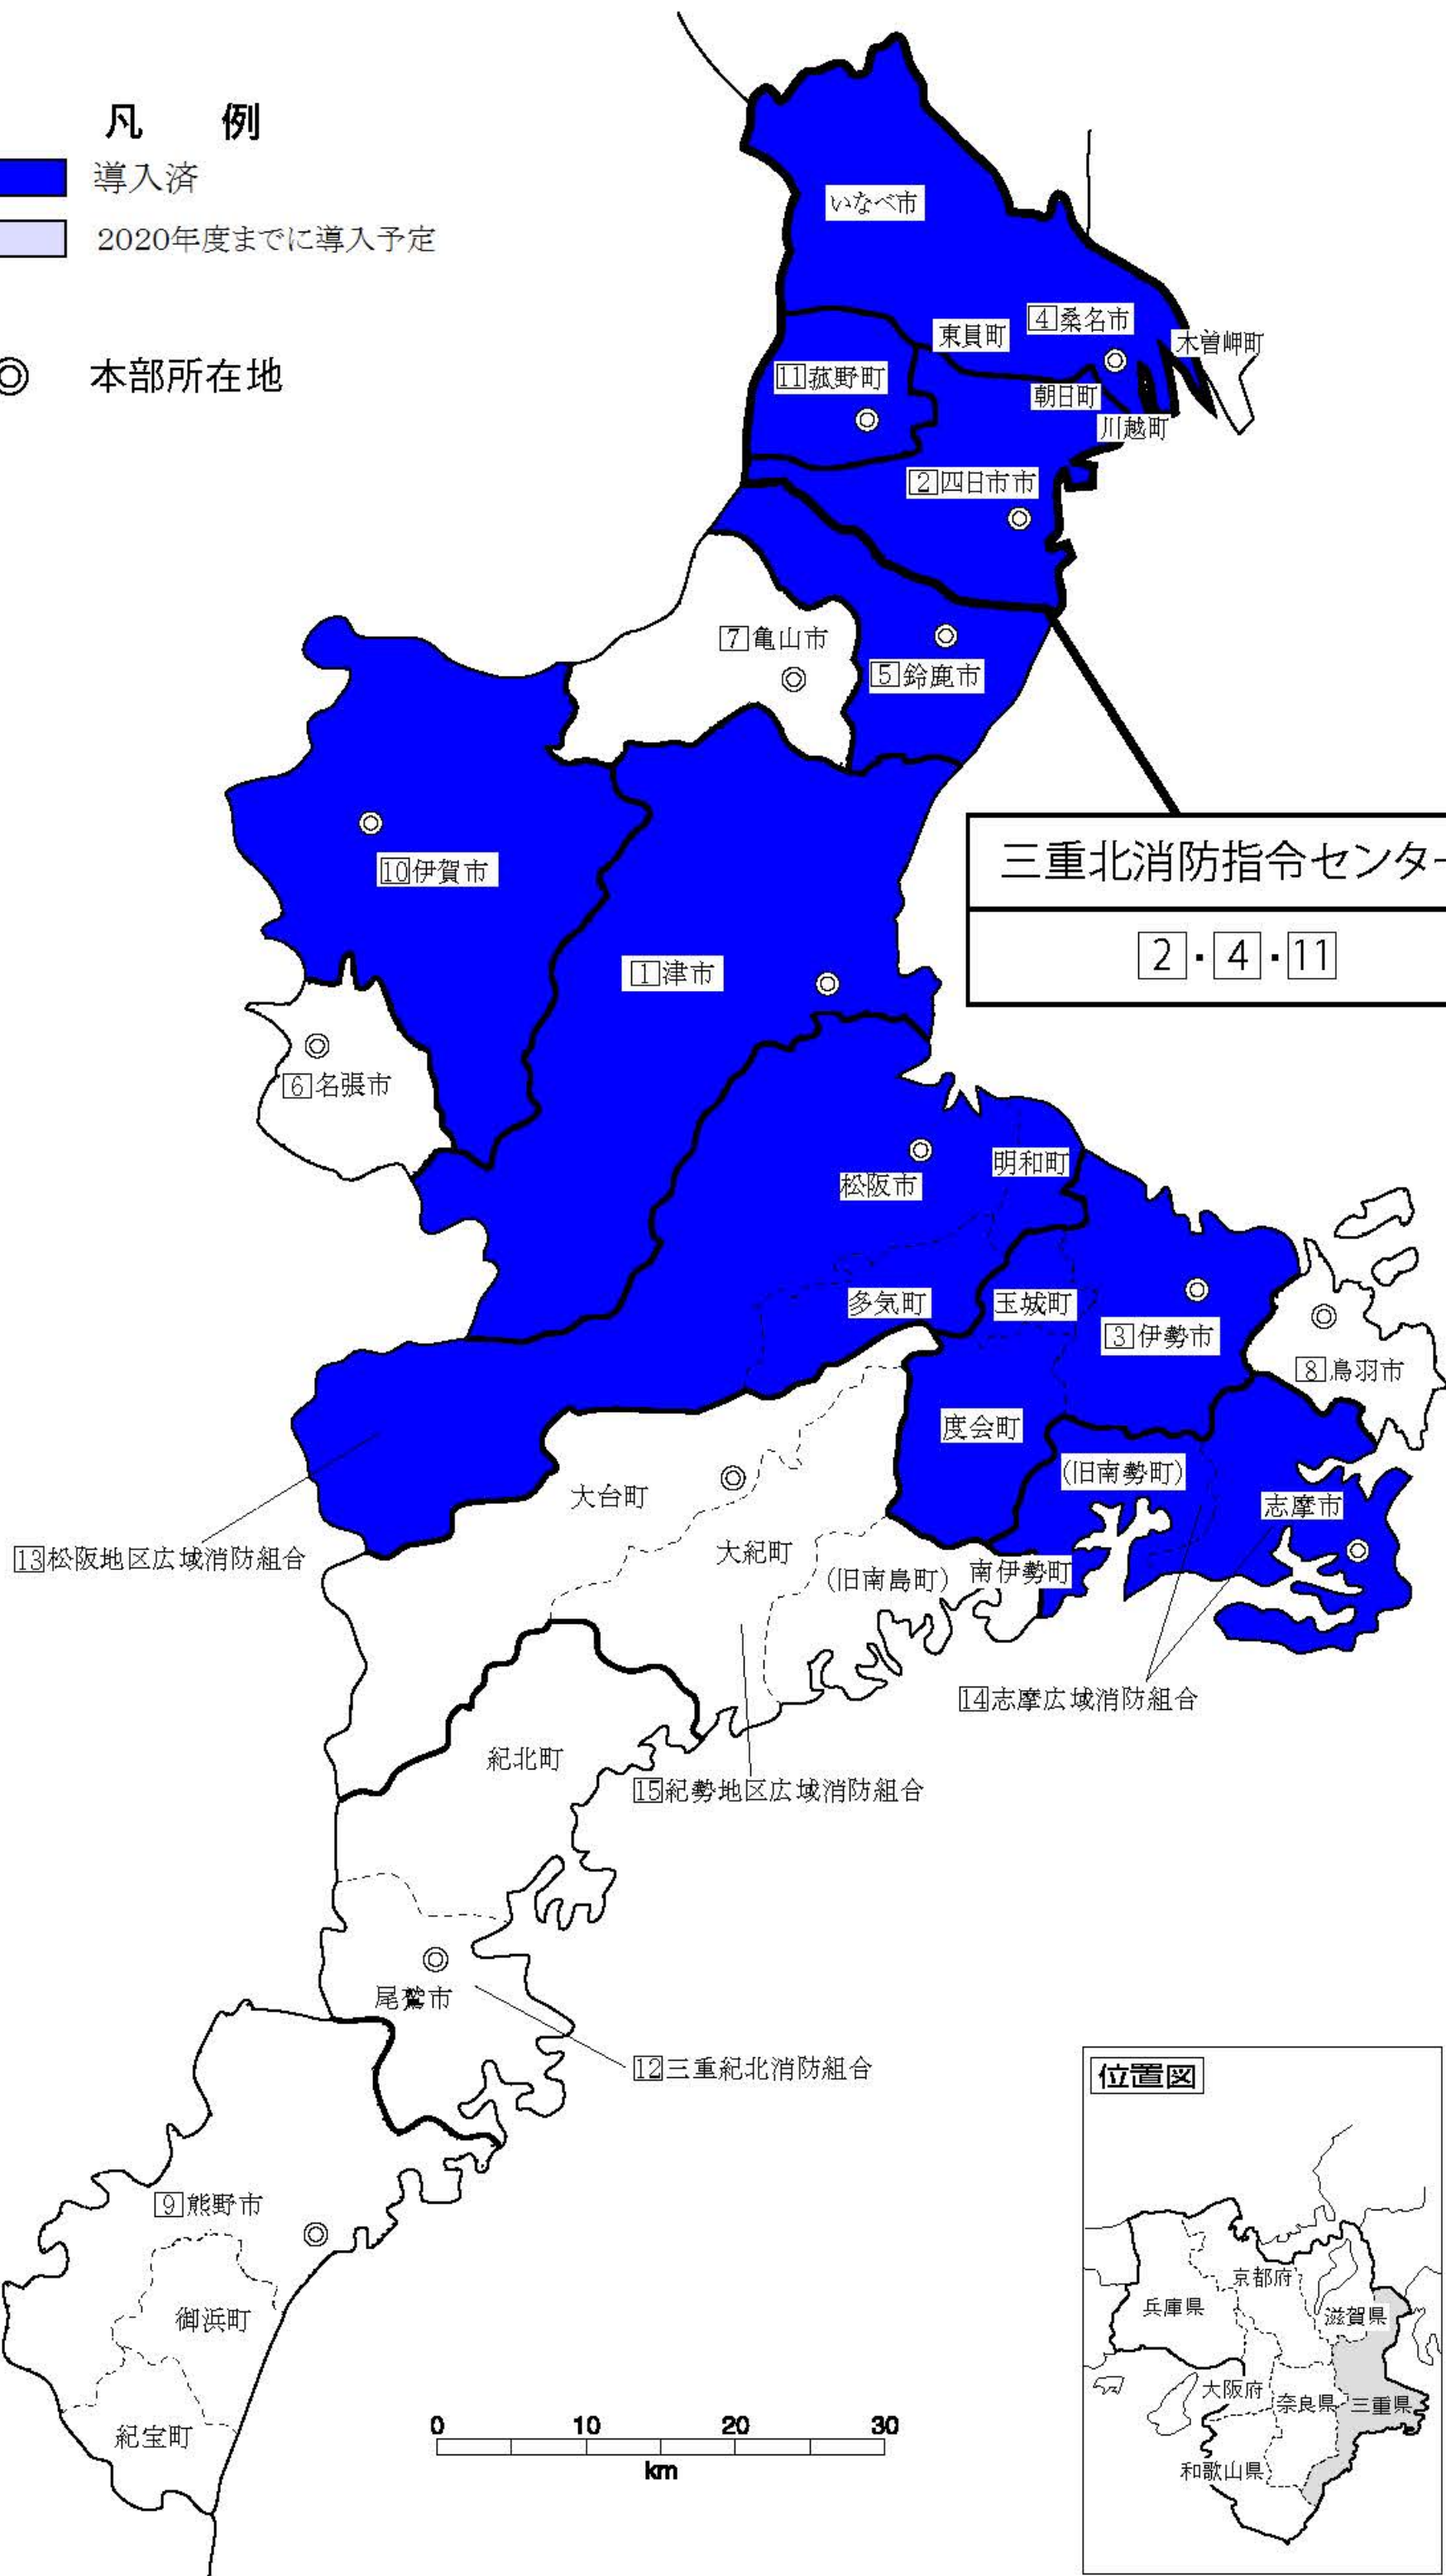 凡 例
導入済
2020年度までに導入予定
◎ 本部所在地
いなべ市
東員町
4桑名市
木曽岬町
11菰野町
朝日町
川越町
2四日市市
7亀山市
5鈴鹿市
三重北消防指令センター
2・4・11
10伊賀市
1津市
6名張市
松阪市
明和町
多気町
玉城町
3伊勢市
8鳥羽市
度会町
(旧南勢町)
志摩市
大台町
13松阪地区広域消防組合
大紀町
(旧南島町)
南伊勢町
14志摩広域消防組合
紀北町
15紀勢地区広域消防組合
尾鷲市
12三重紀北消防組合
9熊野市
御浜町
紀宝町
0 10 20 30
km
位置図
京都府
兵庫県
滋賀県
大阪府
奈良県
三重県
和歌山県